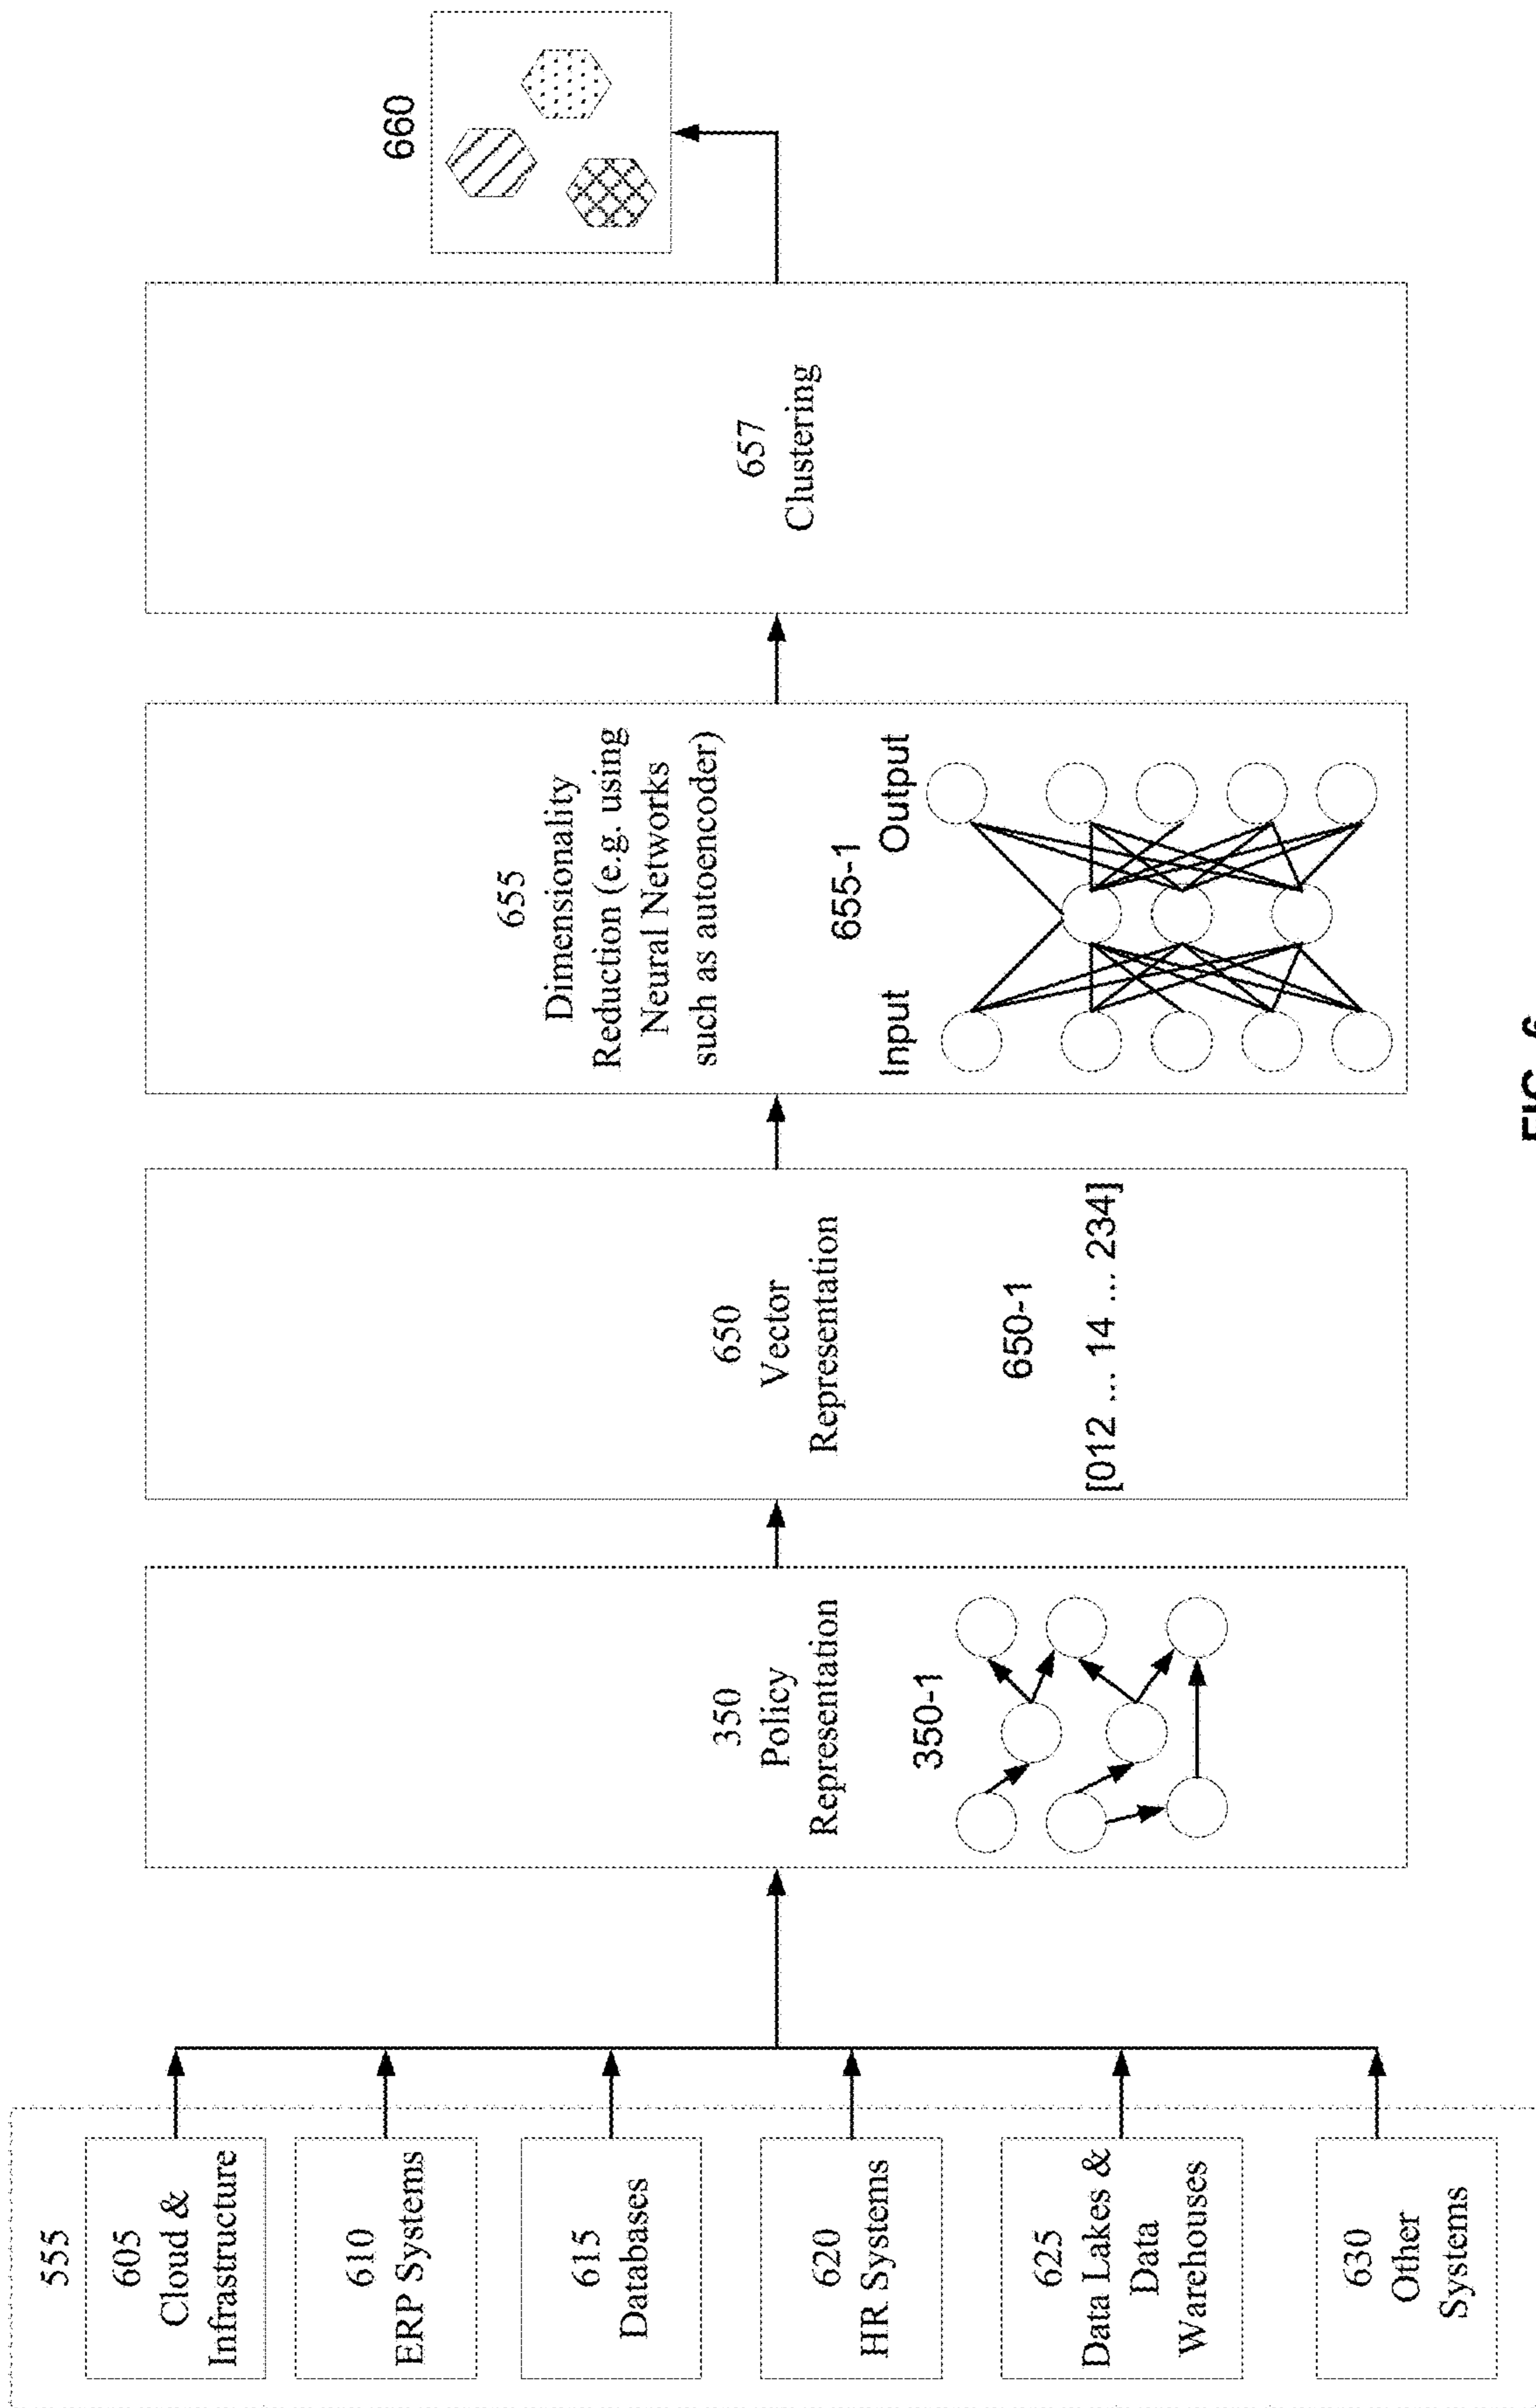 555
605
Cloud &
Infrastructure
610
ERP Systems
615
Databases
620
HR Systems
625
Data Lakes &
Data
Warehouses
630
Other
Systems
350
Policy
Representation
350-1
650
Vector
Representation
650-1
[012 ... 14 ... 234]
655
Dimensionality
Reduction (e.g. using
Neural Networks
such as autoencoder)
655-1
Input
Output
657
Clustering
660